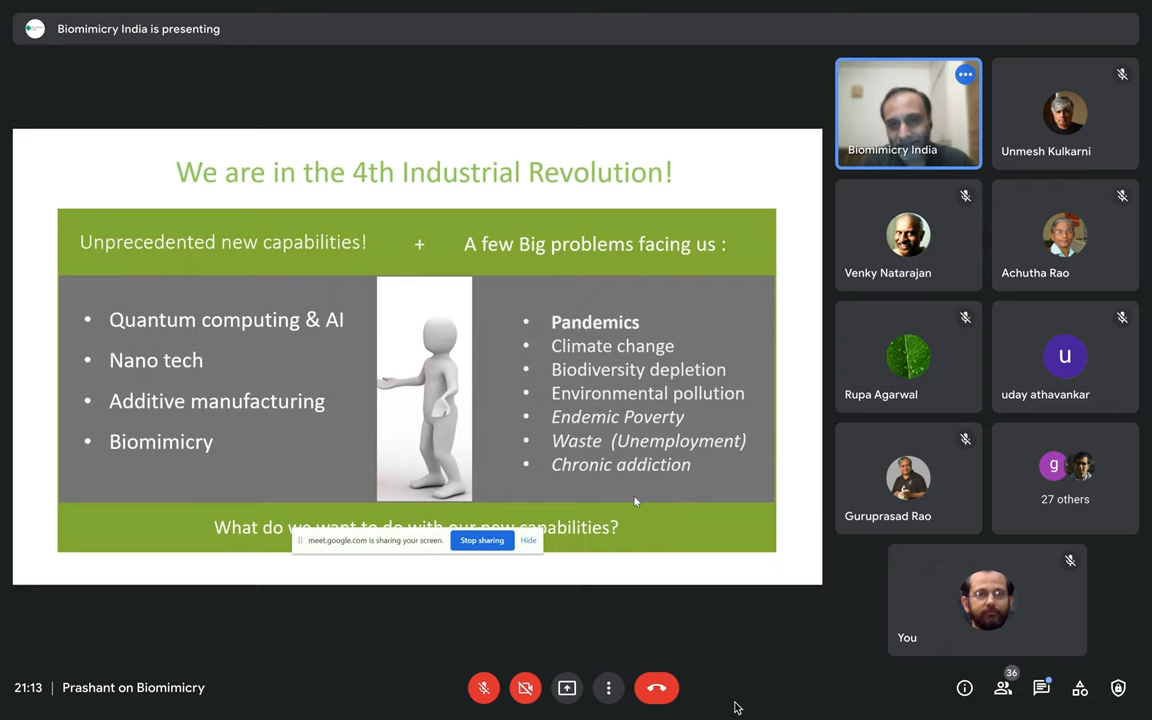 Biomimicry India is presenting
We are in the 4th Industrial Revolution!
Unprecedented new capabilities! + A few Big problems facing us :
• Quantum computing & AI
• Nano tech
• Additive manufacturing
• Biomimicry
• Pandemics
• Climate change
• Biodiversity depletion
• Environmental pollution
• Endemic Poverty
• Waste (Unemployment)
• Chronic addiction
What do we want to do with our new capabilities?
meet.google.com is sharing your screen. Stop sharing Hide
Biomimicry India
Unmesh Kulkarni
Venky Natarajan
Achutha Rao
Rupa Agarwal
u
uday athavankar
Guruprasad Rao
g
27 others
You
21:13 | Prashant on Biomimicry
36